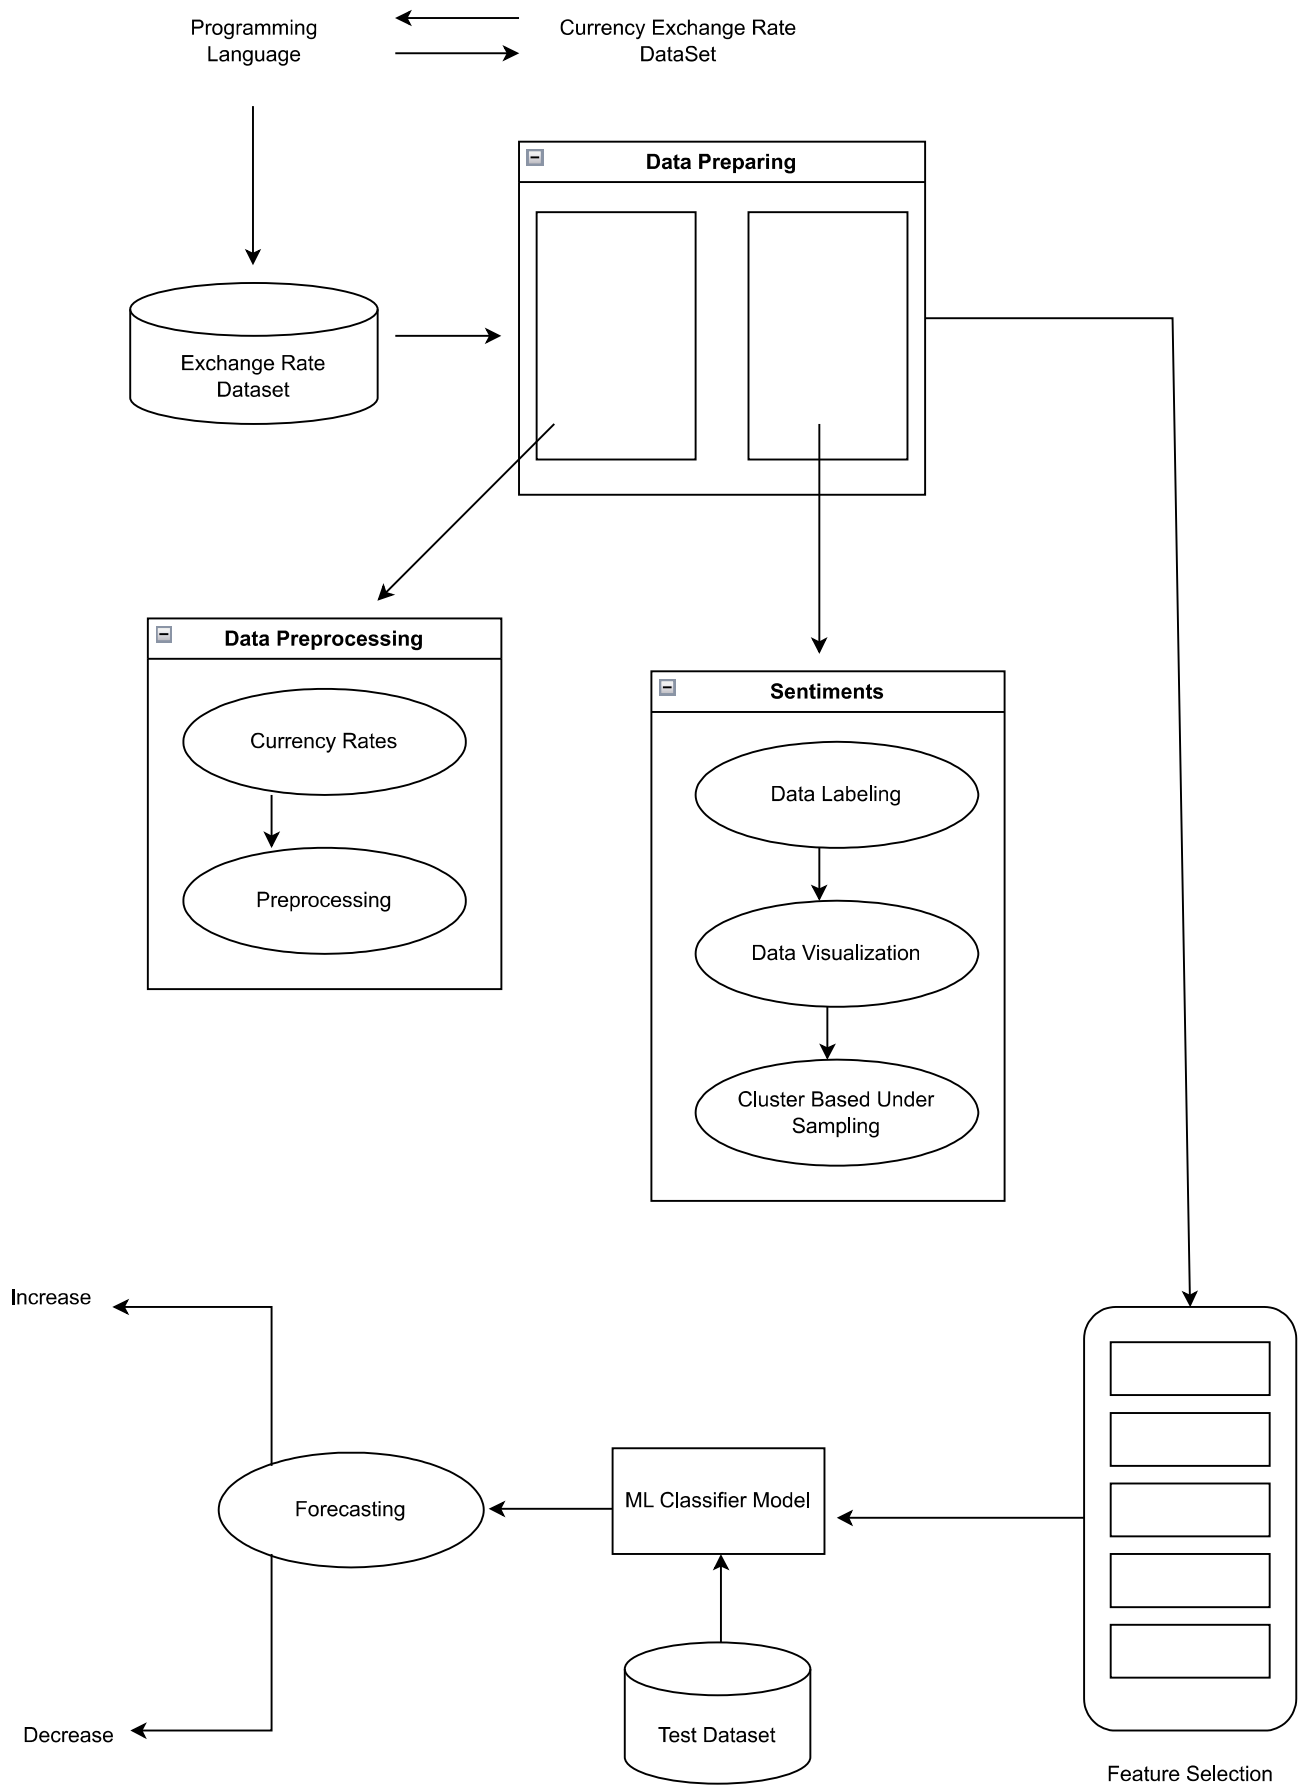 Programming
Language
Currency Exchange Rate
DataSet
Data Preparing
Exchange Rate
Dataset
Data Preprocessing
Currency Rates
Preprocessing
Sentiments
Data Labeling
Data Visualization
Cluster Based Under
Sampling
Increase
Forecasting
ML Classifier Model
Decrease
Test Dataset
Feature Selection